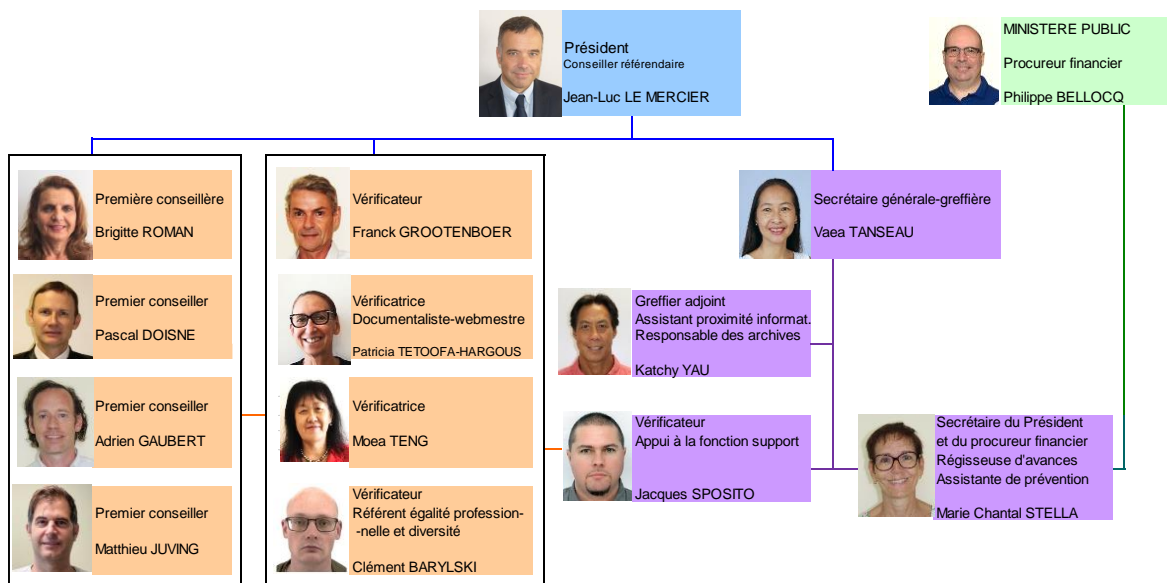 Président
Conseiller référendaire
Jean-Luc LE MERCIER
MINISTERE PUBLIC
Procureur financier
Philippe BELLOCQ
Première conseillère
Brigitte ROMAN
Premier conseiller
Pascal DOISNE
Premier conseiller
Adrien GAUBERT
Premier conseiller
Matthieu JUVING
Vérificateur
Franck GROOTENBOER
Vérificatrice
Documentaliste-webmestre
Patricia TETOOFA-HARGOUS
Vérificatrice
Moea TENG
Vérificateur
Référent égalité profession-
-nelle et diversité
Clément BARYLSKI
Secrétaire générale-greffière
Vaea TANSEAU
Greffier adjoint
Assistant proximité informat.
Responsable des archives
Katchy YAU
Vérificateur
Appui à la fonction support
Jacques SPOSITO
Secrétaire du Président
et du procureur financier
Régisseuse d'avances
Assistante de prévention
Marie Chantal STELLA